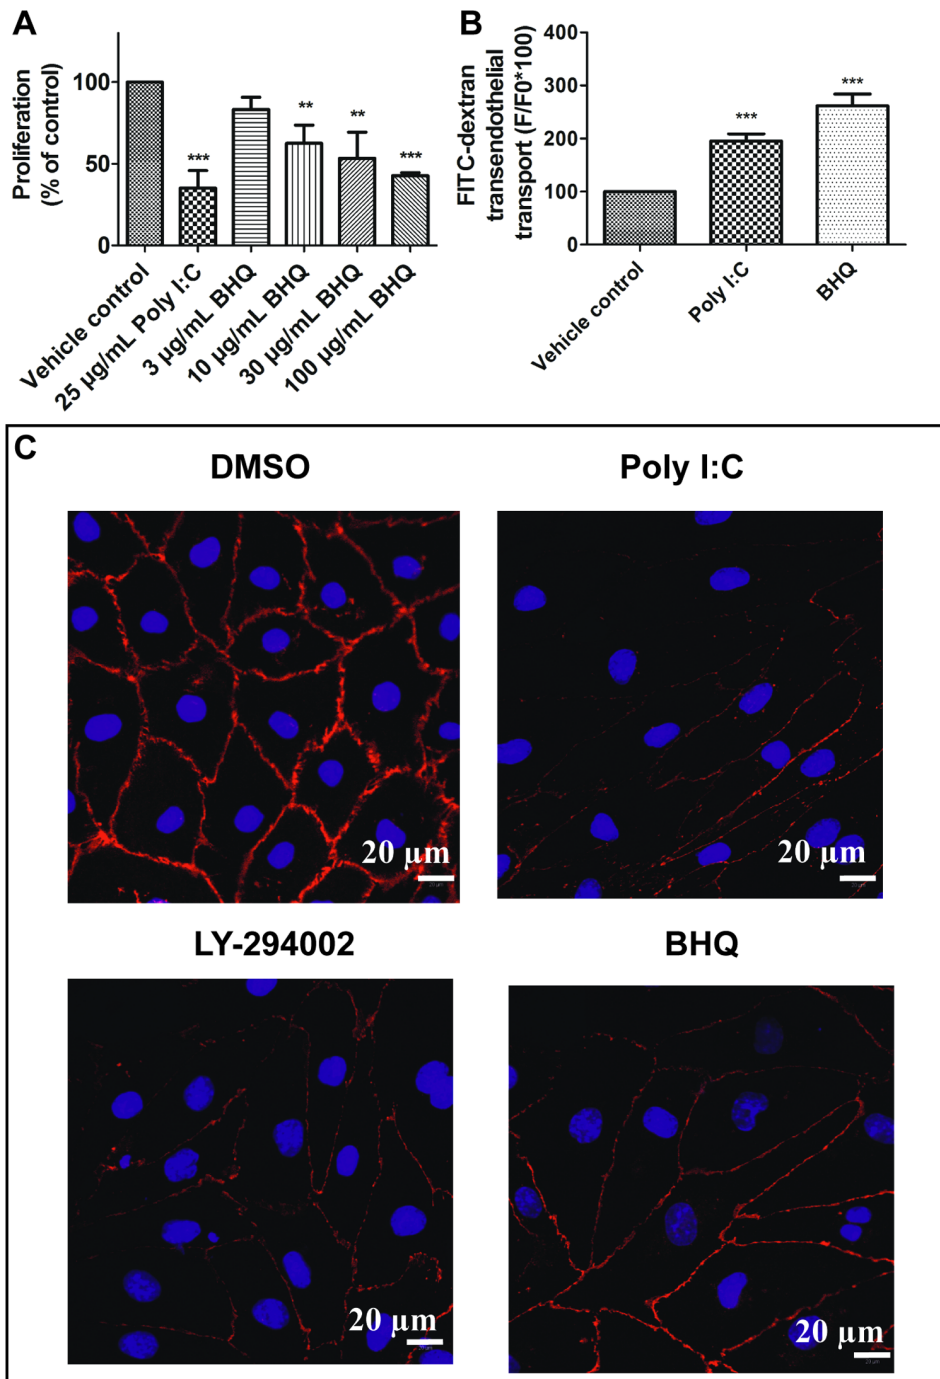 A
Proliferation
(% of control)
100
50
0
***
**
**
***
Vehicle control
25 µg/mL Poly I:C
3 µg/mL BHQ
10 µg/mL BHQ
30 µg/mL BHQ
100 µg/mL BHQ
B
FITC-dextran
transendothelial
transport (F/F0*100)
400
300
200
100
0
***
***
Vehicle control
Poly I:C
BHQ
C
DMSO
Poly I:C
20 µm
20 µm
LY-294002
BHQ
20 µm
20 µm